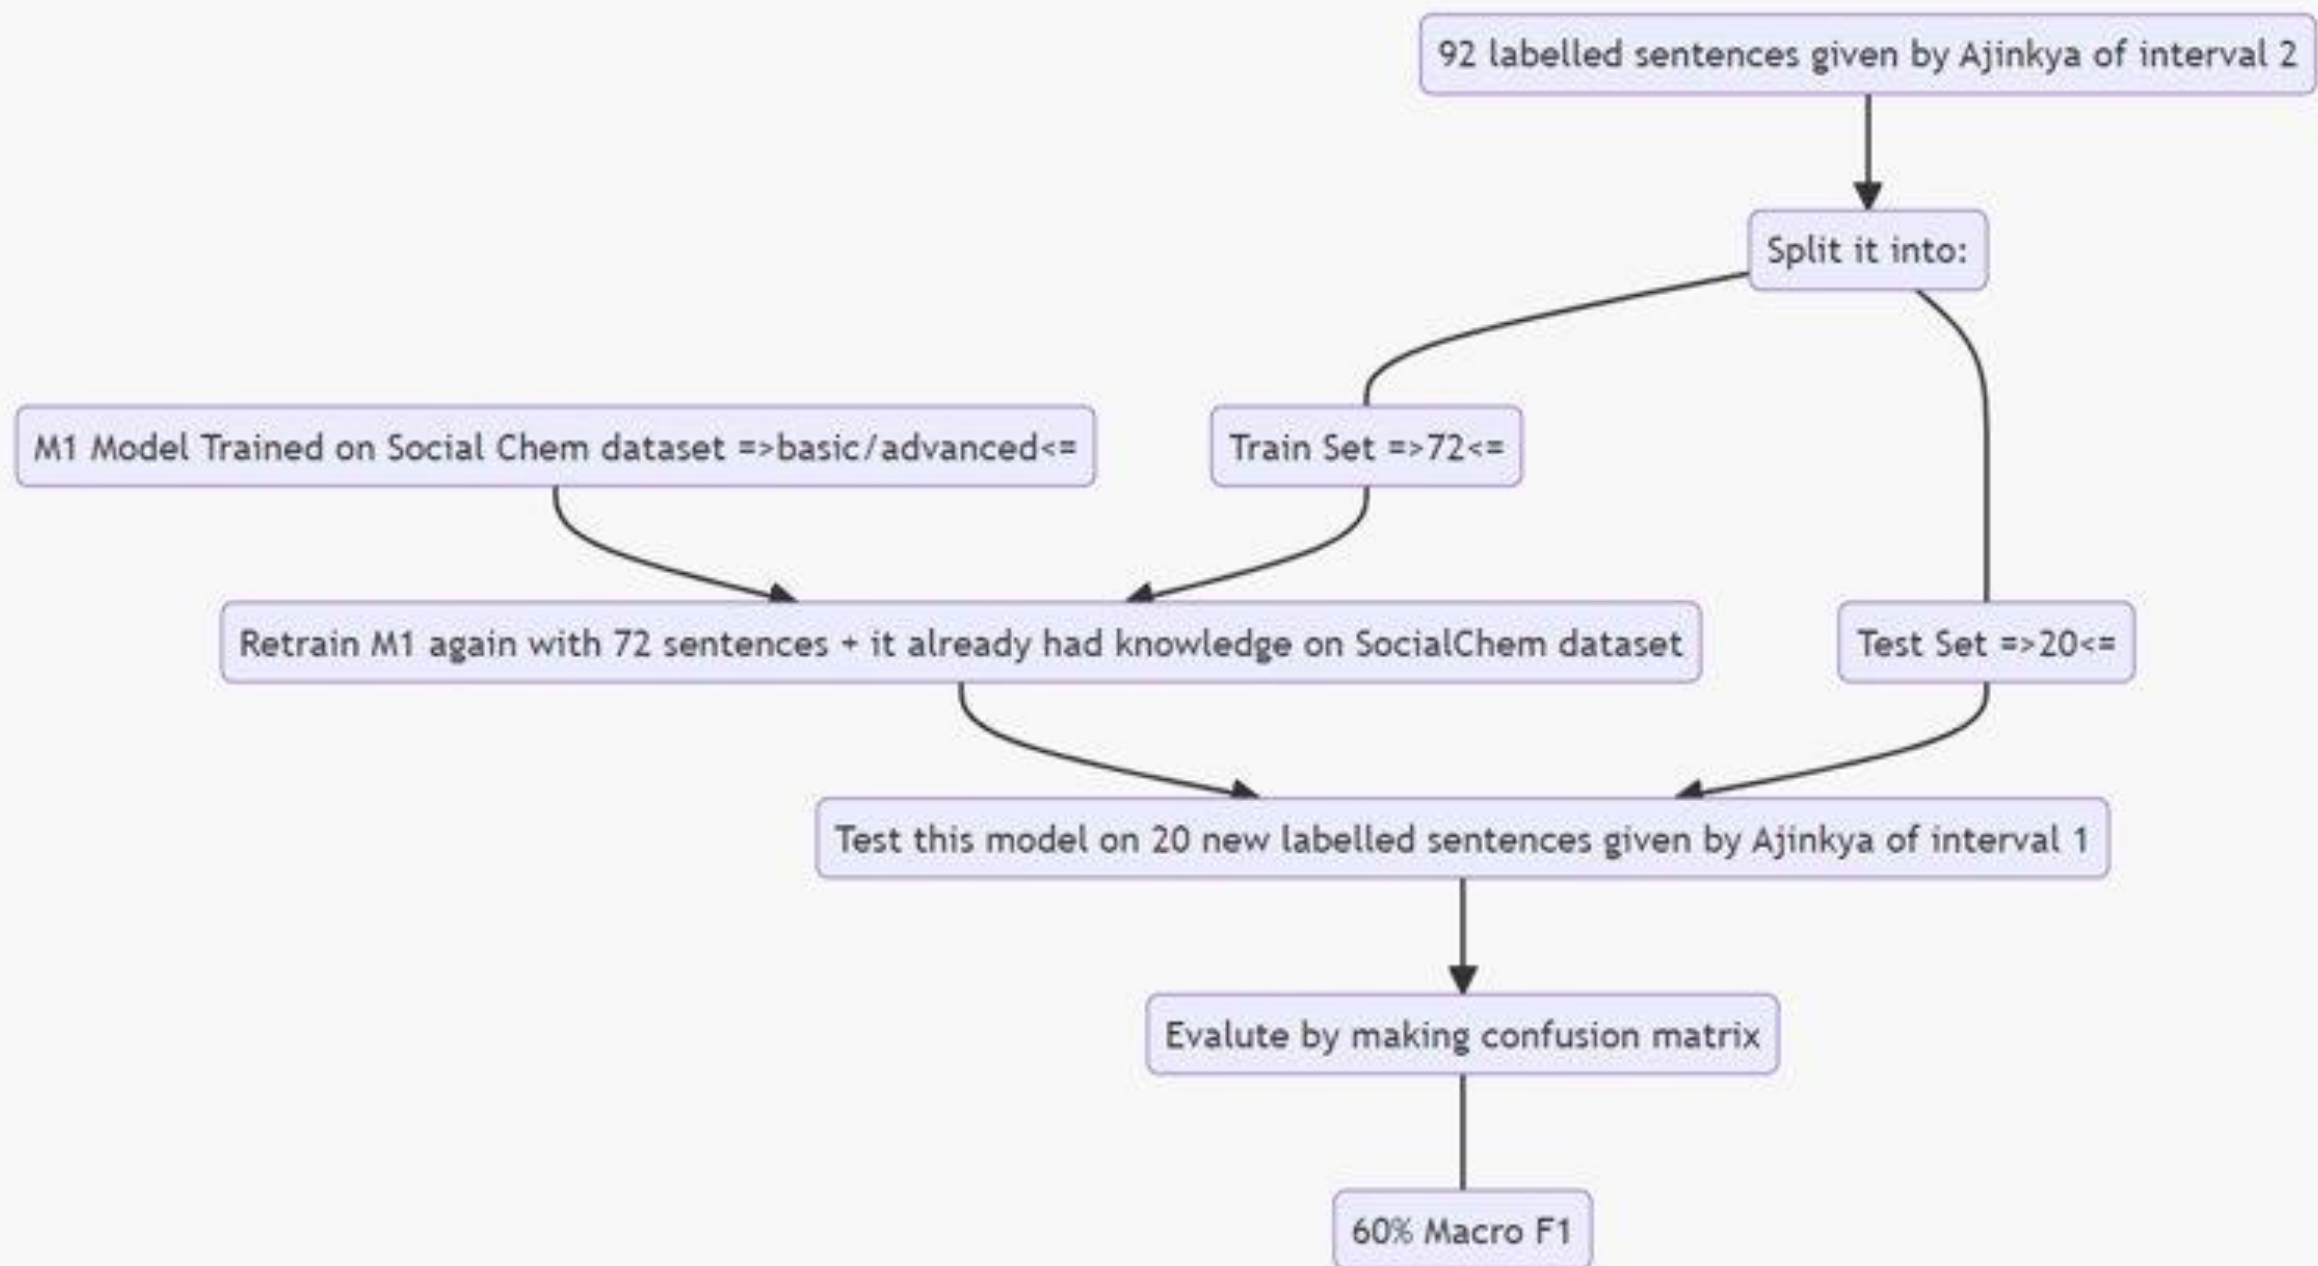 92 labelled sentences given by Ajinkya of interval 2
Split it into:
M1 Model Trained on Social Chem dataset =>basic/advanced<=
Train Set =>72<=
Retrain M1 again with 72 sentences + it already had knowledge on SocialChem dataset
Test Set =>20<=
Test this model on 20 new labelled sentences given by Ajinkya of interval 1
Evalute by making confusion matrix
60% Macro F1